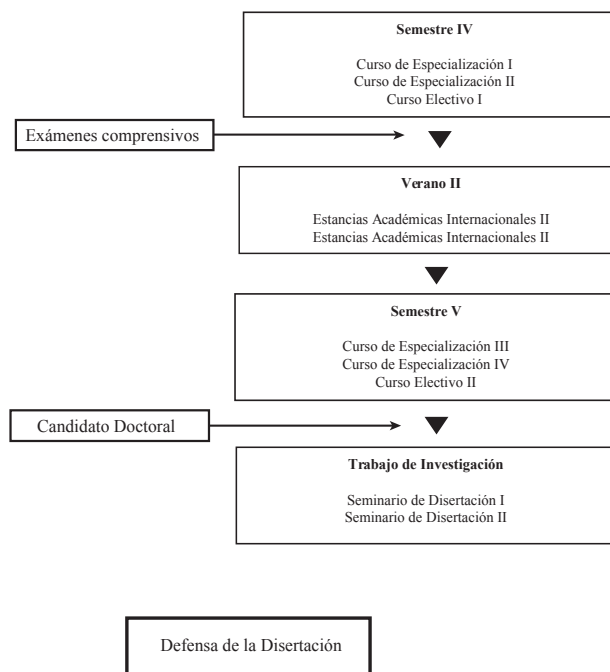 Semestre IV
Curso de Especialización I
Curso de Especialización II
Curso Electivo I
Exámenes comprensivos
Verano II
Estancias Académicas Internacionales II
Estancias Académicas Internacionales II
Semestre V
Curso de Especialización III
Curso de Especialización IV
Curso Electivo II
Candidato Doctoral
Trabajo de Investigación
Seminario de Disertación I
Seminario de Disertación II
Defensa de la Disertación